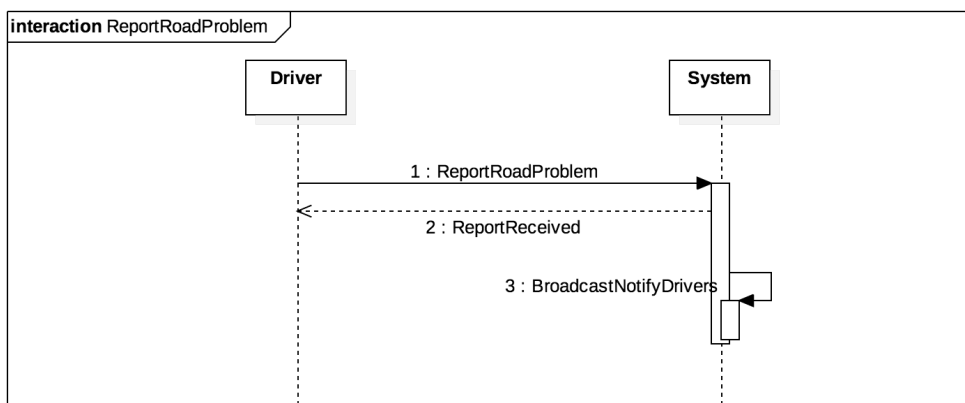 interaction ReportRoadProblem
Driver
System
1 : ReportRoadProblem
2 : ReportReceived
3 : BroadcastNotifyDrivers